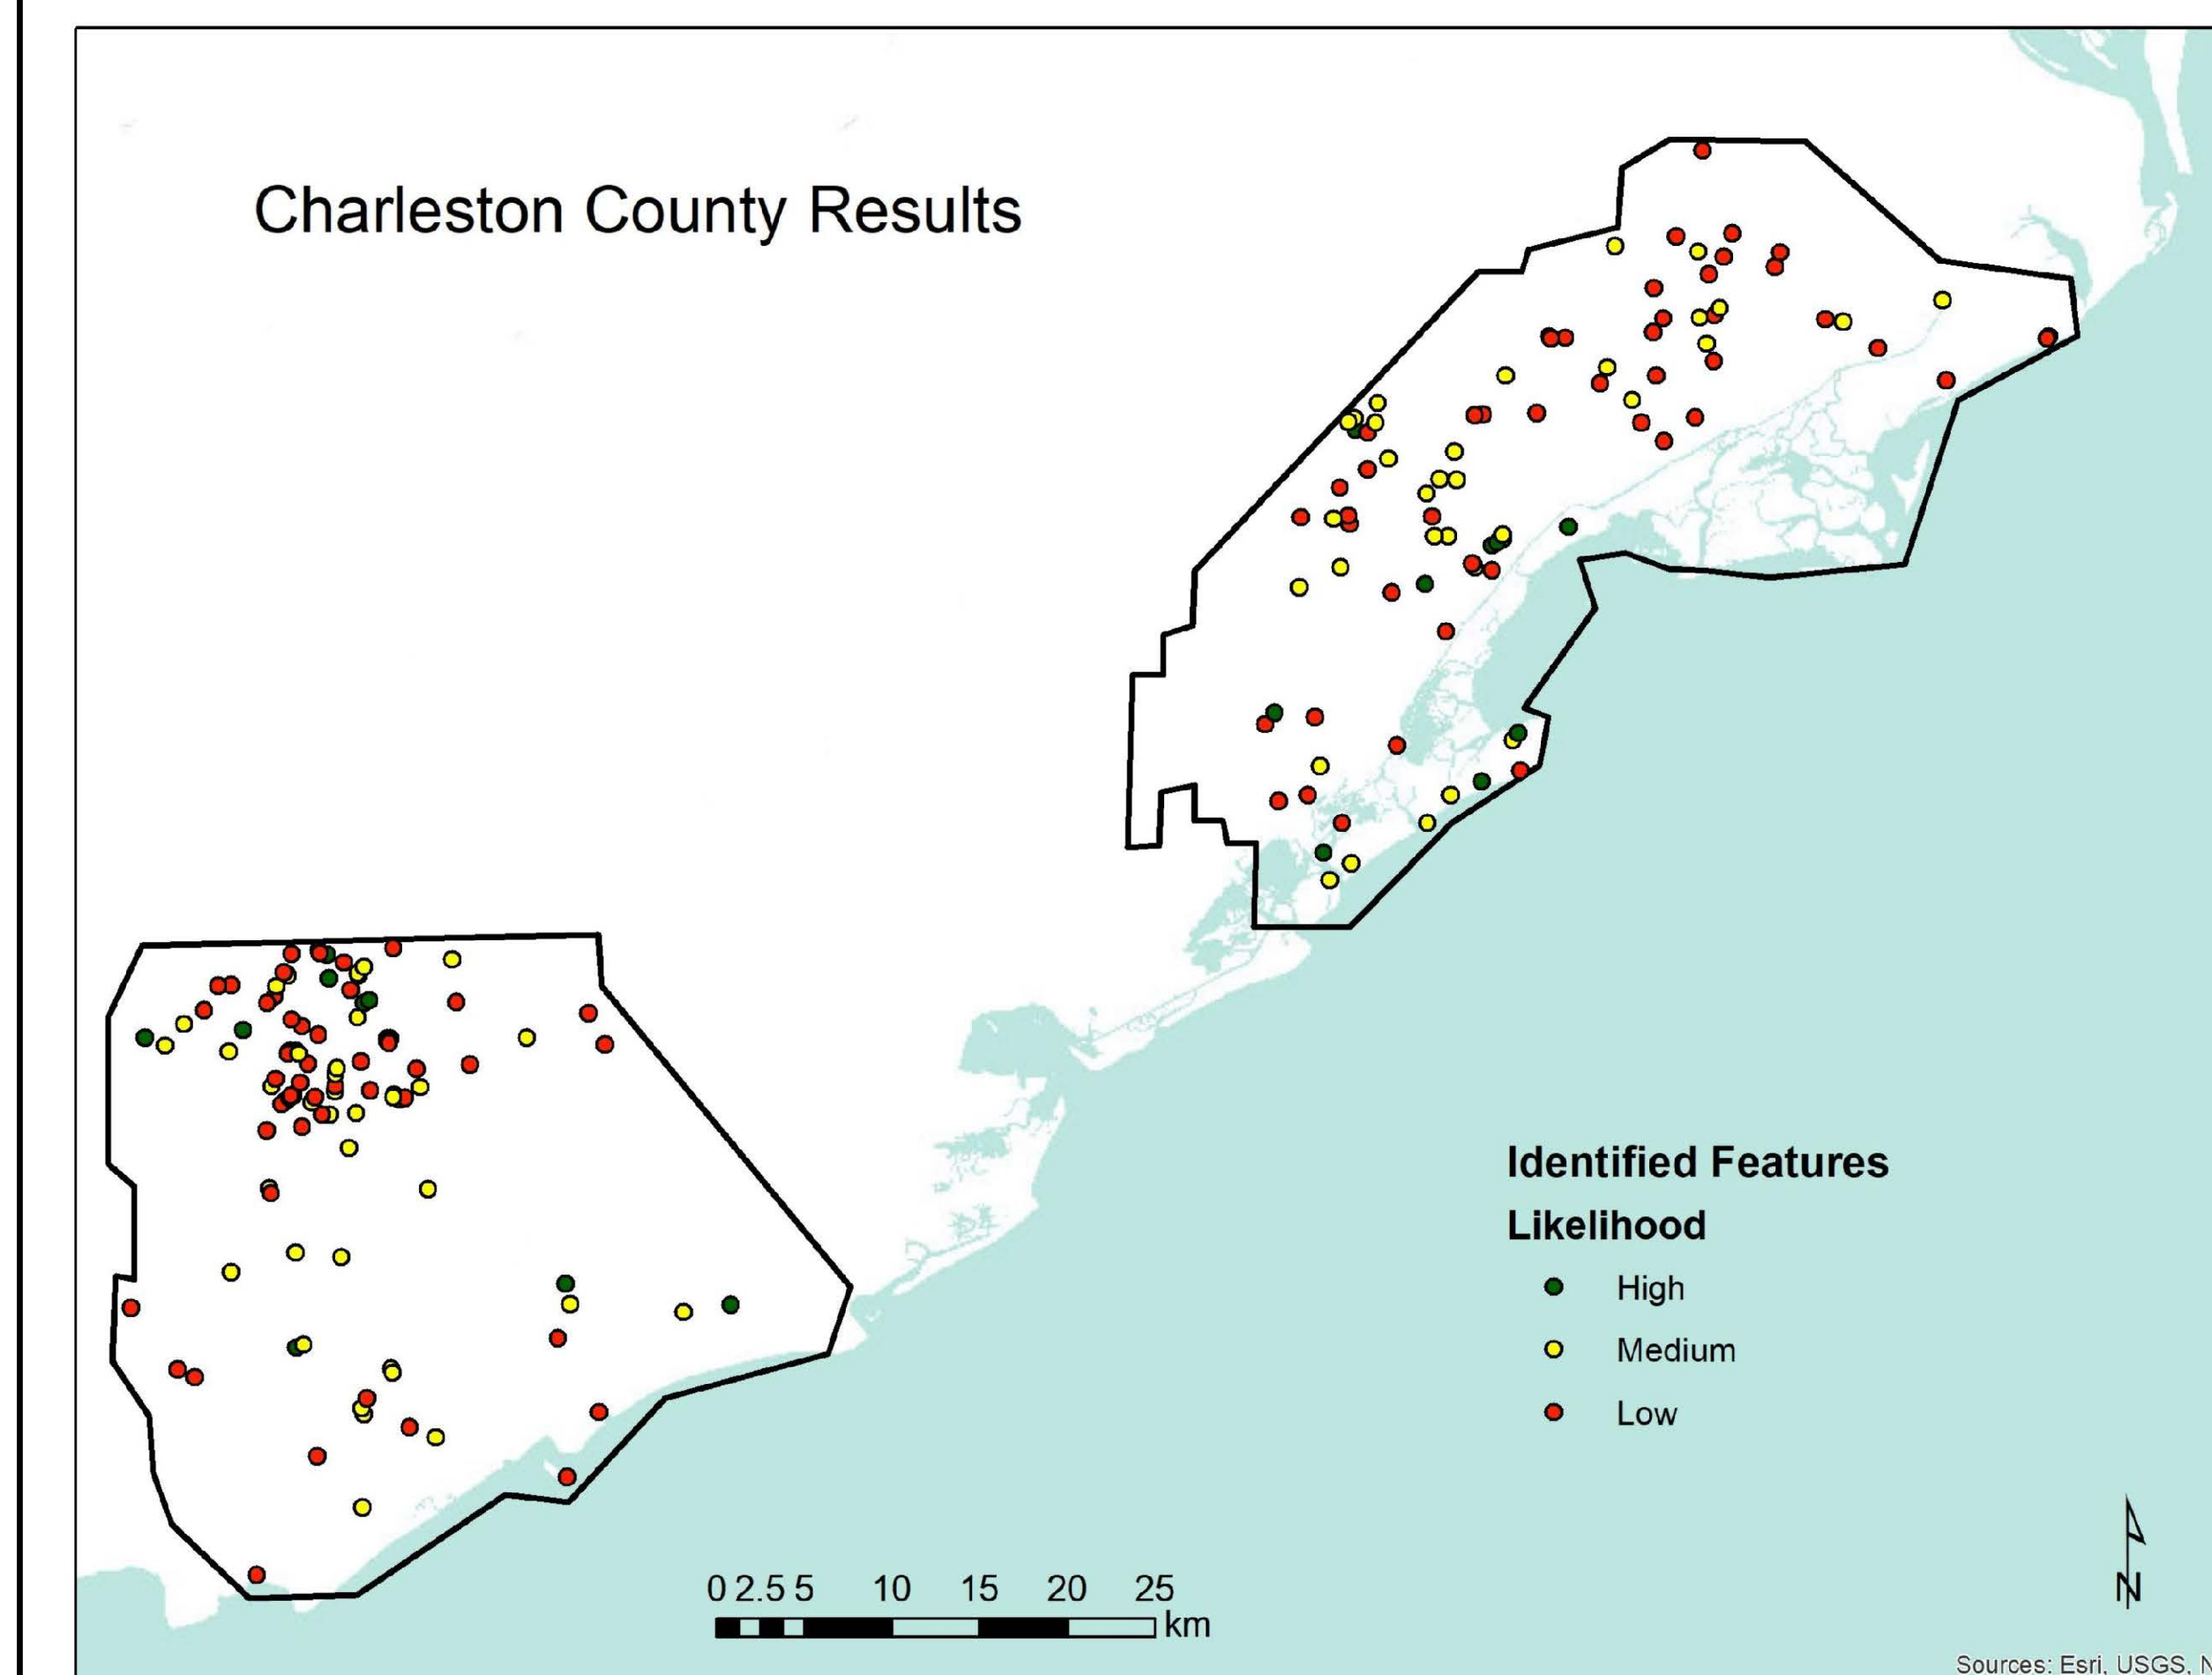 Charleston County Results
Identified Features
Likelihood
High
Medium
Low
0 2.5 5 10 15 20 25
km
N
Sources: Esri, USGS,